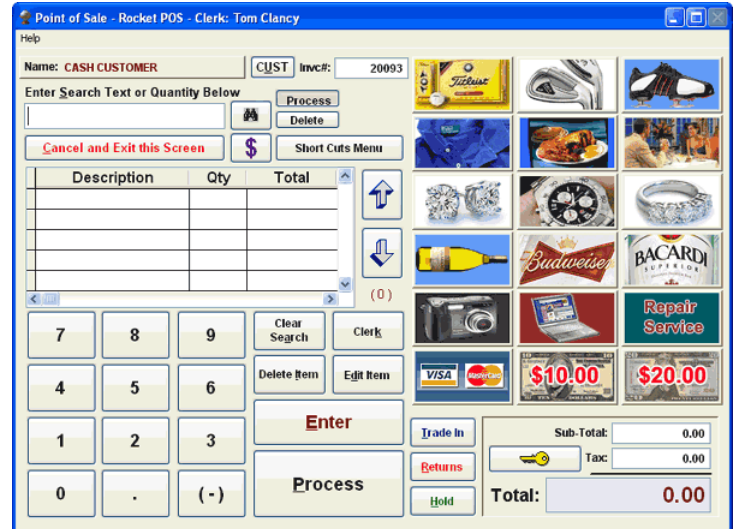 Point of Sale - Rocket POS - Clerk: Tom Clancy
Help
Name: CASH CUSTOMER
CUST
Invc#:
20093
Enter Search Text or Quantity Below
Process
Delete
Cancel and Exit this Screen
$
Short Cuts Menu
Description
Qty
Total
(0)
7
8
9
Clear Search
Clerk
4
5
6
Delete Item
Edit Item
1
2
3
Enter
0
.
(-)
Process
Titleist
Budweiser
BACARDI
SUPERIOR
Repair
Service
VISA
MasterCard
$10.00
$20.00
Trade In
Returns
Hold
Sub-Total:
0.00
Tax:
0.00
Total:
0.00